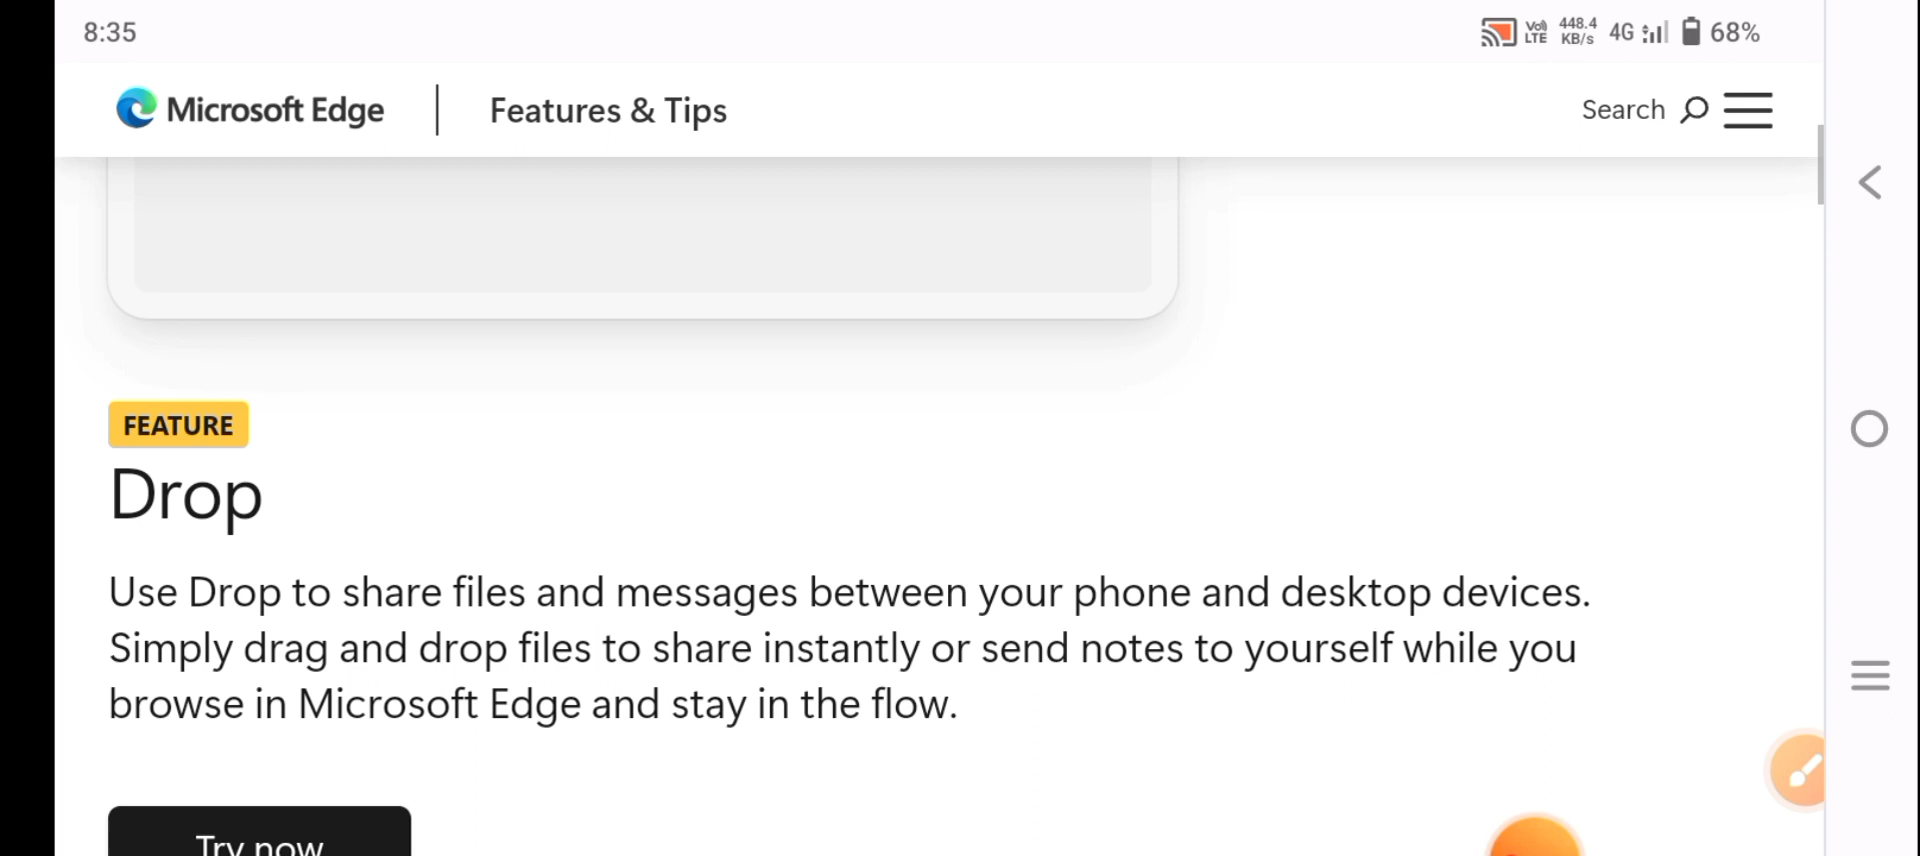 8:35
Vo) LTE 448.4 KB/s 4G 68%
Microsoft Edge | Features & Tips Search
FEATURE
Drop
Use Drop to share files and messages between your phone and desktop devices.
Simply drag and drop files to share instantly or send notes to yourself while you
browse in Microsoft Edge and stay in the flow.
Try now